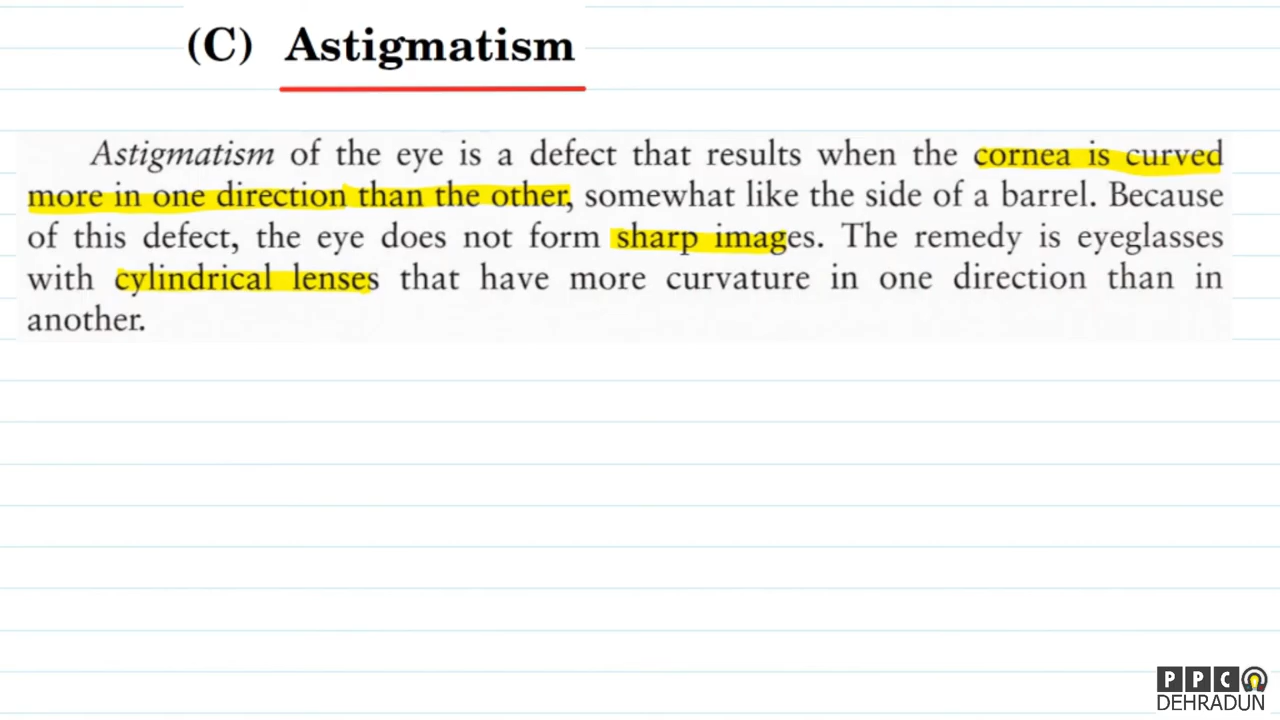 (C) Astigmatism
Astigmatism of the eye is a defect that results when the cornea is curved
more in one direction than the other, somewhat like the side of a barrel. Because
of this defect, the eye does not form sharp images. The remedy is eyeglasses
with cylindrical lenses that have more curvature in one direction than in
another.
PPC
DEHRADUN